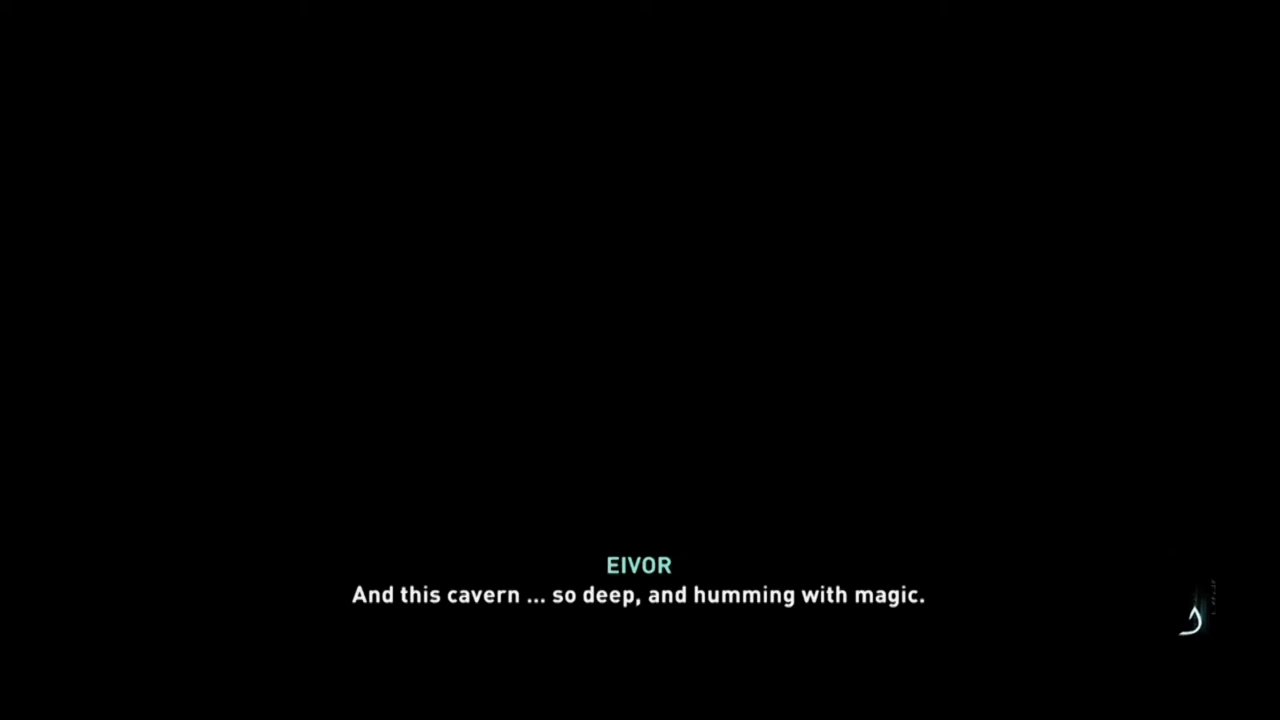 EIVOR
And this cavern ... so deep, and humming with magic.